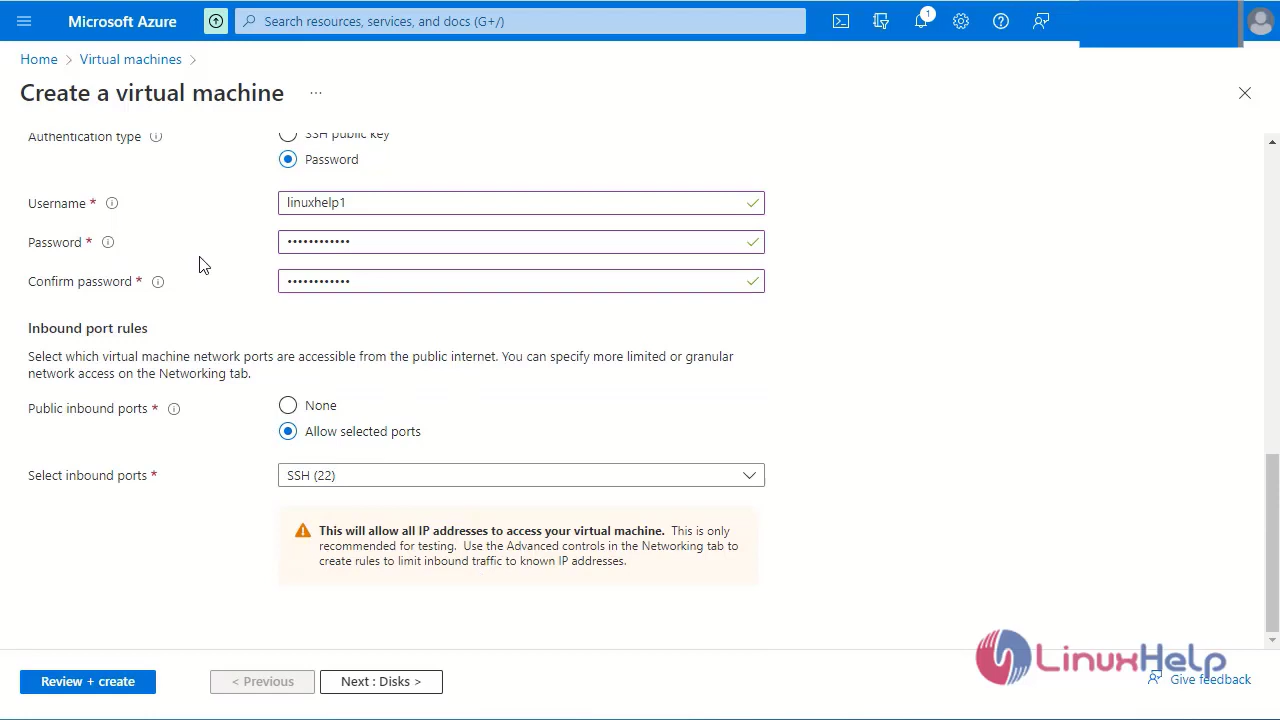 Microsoft Azure
Search resources, services, and docs (G+/)
1
Home > Virtual machines >
Create a virtual machine ...
Authentication type
SSH public key
Password
Username *
linuxhelp1
Password *
••••••••••••
Confirm password *
••••••••••••
Inbound port rules
Select which virtual machine network ports are accessible from the public internet. You can specify more limited or granular
network access on the Networking tab.
Public inbound ports *
None
Allow selected ports
Select inbound ports *
SSH (22)
This will allow all IP addresses to access your virtual machine. This is only
recommended for testing. Use the Advanced controls in the Networking tab to
create rules to limit inbound traffic to known IP addresses.
LinuxHelp
Review + create
< Previous
Next : Disks >
Give feedback